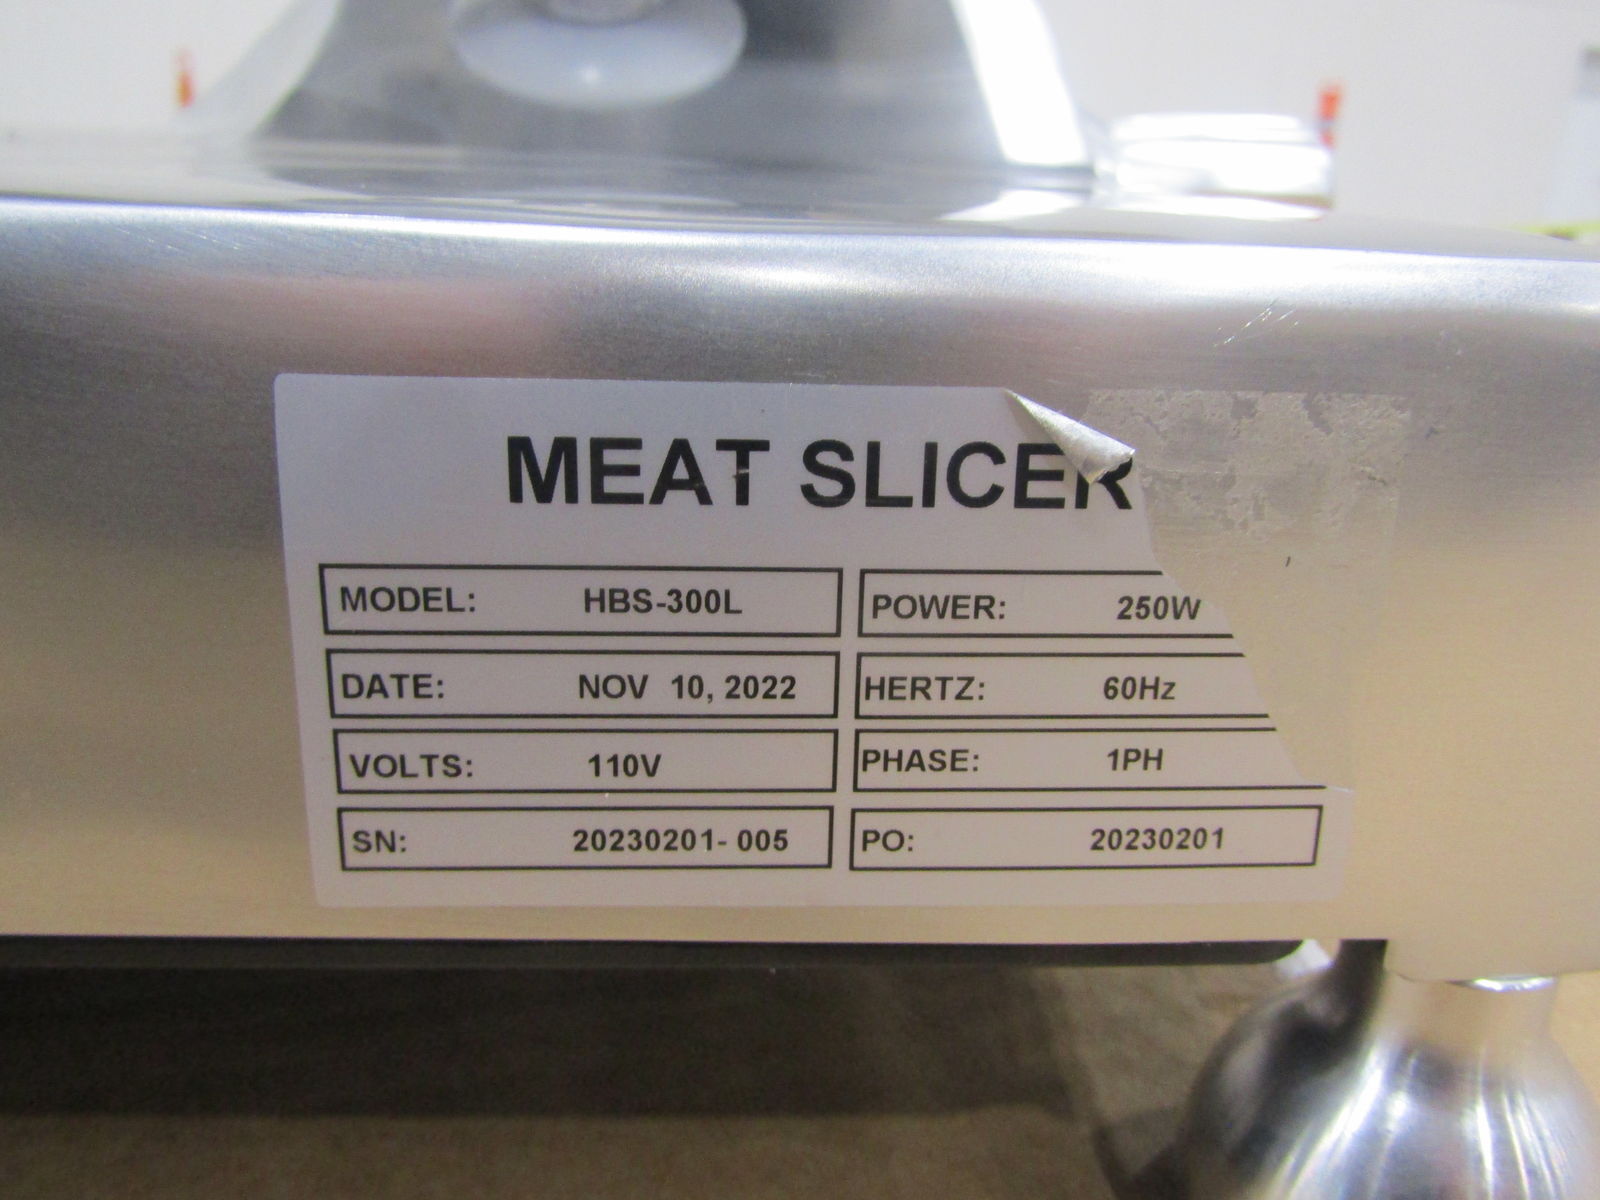 MEAT SLICER
MODEL: HBS-300L POWER: 250W
DATE: NOV 10, 2022 HERTZ: 60Hz
VOLTS: 110V PHASE: 1PH
SN: 20230201- 005 PO: 20230201